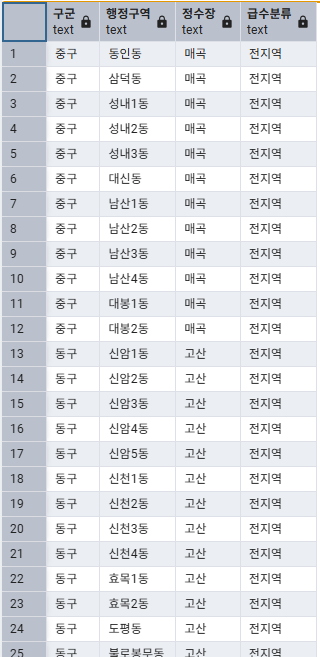 구군 행정구역 정수장 급수분류
text text text text
1 중구 동인동 매곡 전지역
2 중구 삼덕동 매곡 전지역
3 중구 성내1동 매곡 전지역
4 중구 성내2동 매곡 전지역
5 중구 성내3동 매곡 전지역
6 중구 대신동 매곡 전지역
7 중구 남산1동 매곡 전지역
8 중구 남산2동 매곡 전지역
9 중구 남산3동 매곡 전지역
10 중구 남산4동 매곡 전지역
11 중구 대봉1동 매곡 전지역
12 중구 대봉2동 매곡 전지역
13 동구 신암1동 고산 전지역
14 동구 신암2동 고산 전지역
15 동구 신암3동 고산 전지역
16 동구 신암4동 고산 전지역
17 동구 신암5동 고산 전지역
18 동구 신천1동 고산 전지역
19 동구 신천2동 고산 전지역
20 동구 신천3동 고산 전지역
21 동구 신천4동 고산 전지역
22 동구 효목1동 고산 전지역
23 동구 효목2동 고산 전지역
24 동구 도평동 고산 전지역
25 동구 불로봉무동 고산 전지역